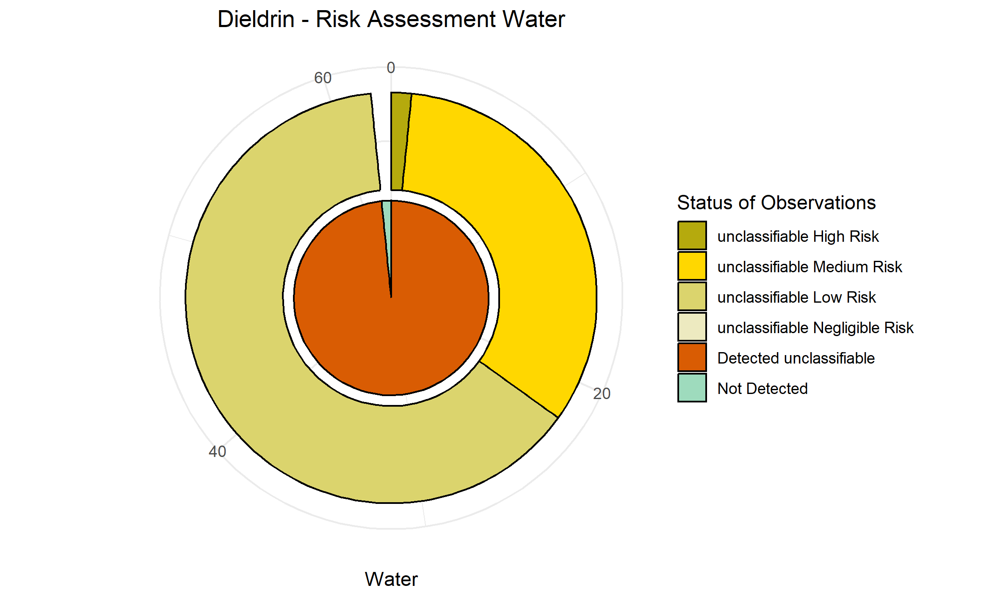 Dieldrin - Risk Assessment Water
0
60
20
40
Water
Status of Observations
unclassifiable High Risk
unclassifiable Medium Risk
unclassifiable Low Risk
unclassifiable Negligible Risk
Detected unclassifiable
Not Detected